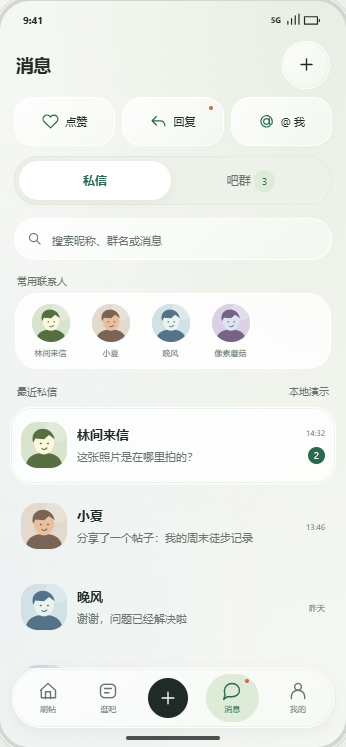 9:41 5G
消息
点赞 回复 @ 我
私信 吧群 3
搜索昵称、群名或消息
常用联系人
林间来信 小夏 晚风 像素蘑菇
最近私信 本地演示
林间来信 14:32
这张照片是在哪里拍的？ 2
小夏
分享了一个帖子：我的周末徒步记录 13:46
晚风
谢谢，问题已经解决啦 昨天
刷帖 逛吧 消息 我的